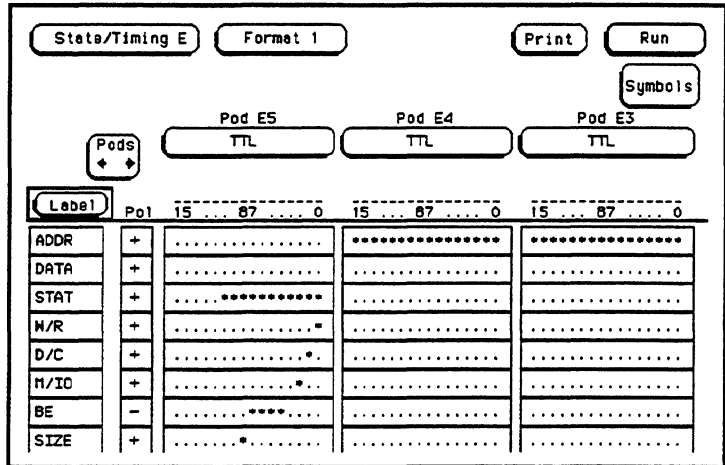 State/Timing E Format 1 Print Run
Symbols
Pod E5 Pod E4 Pod E3
Pods TTL TTL TTL
Label Pol 15 ... 87 .... 0 15 ... 87 .... 0 15 ... 87 .... 0
ADDR + ................ **************** ****************
DATA + ................ ................ ................
STAT + .....*********** ................ ................
W/R + ...............* ................ ................
D/C + ..............*. ................ ................
M/IO + .............*.. ................ ................
BE - ........****.... ................ ................
SIZE + .......*........ ................ ................